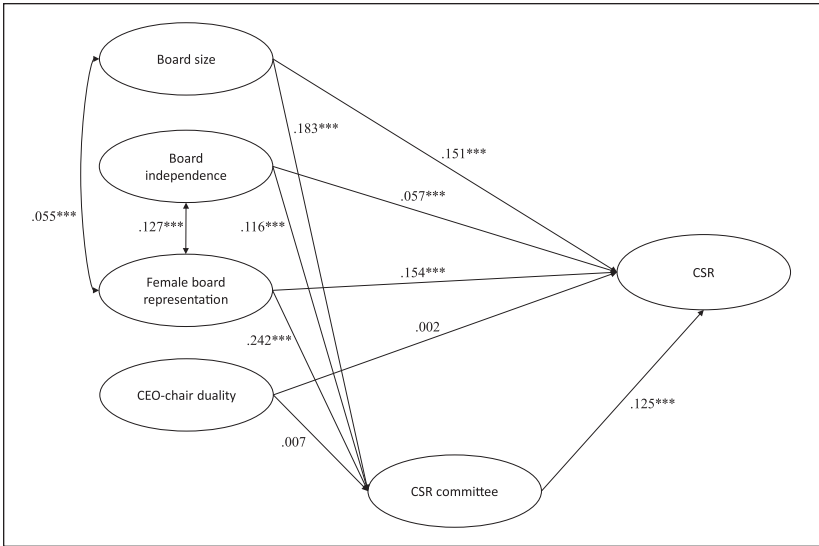 Board size
.183***
.151***
Board
independence
.057***
.055***
.127***
.116***
Female board
representation
.154***
CSR
.002
.242***
CEO-chair duality
.125***
.007
CSR committee